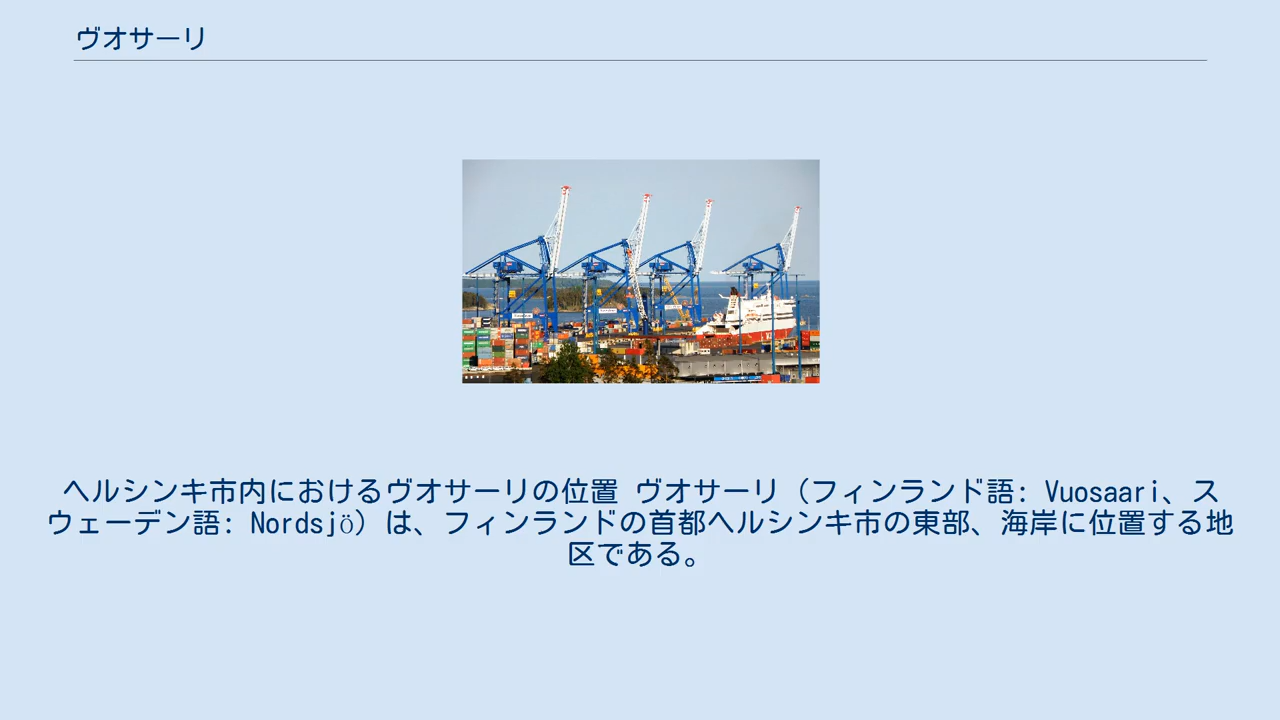 ヴオサーリ
ヘルシンキ市内におけるヴオサーリの位置 ヴオサーリ（フィンランド語: Vuosaari、ス
ウェーデン語: Nordsjö）は、フィンランドの首都ヘルシンキ市の東部、海岸に位置する地
区である。